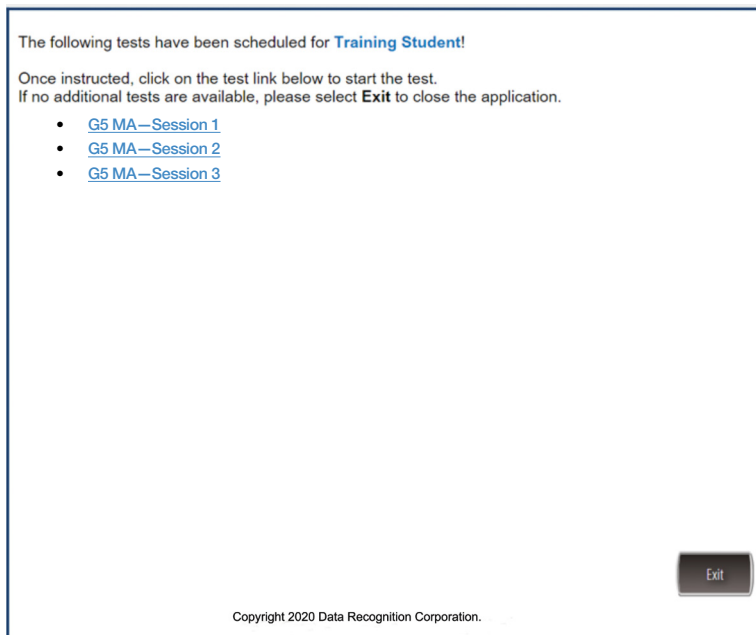 The following tests have been scheduled for Training Student!
Once instructed, click on the test link below to start the test.
If no additional tests are available, please select Exit to close the application.
• G5 MA—Session 1
• G5 MA—Session 2
• G5 MA—Session 3
Exit
Copyright 2020 Data Recognition Corporation.